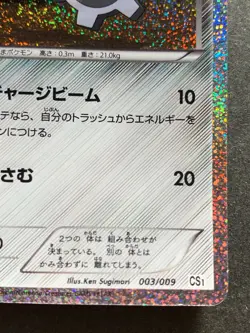 まポケモン 高さ:0.3m 重さ:21.0kg
チャージビーム 10
テなら、自分のトラッシュからエネルギーを
ンにつける。
さむ 20
2つの 体は 組み合わせが
決まっている。 別の 体とは
かみ合わずに 離れてしまう。
Illus.Ken Sugimori 003/009 CS1